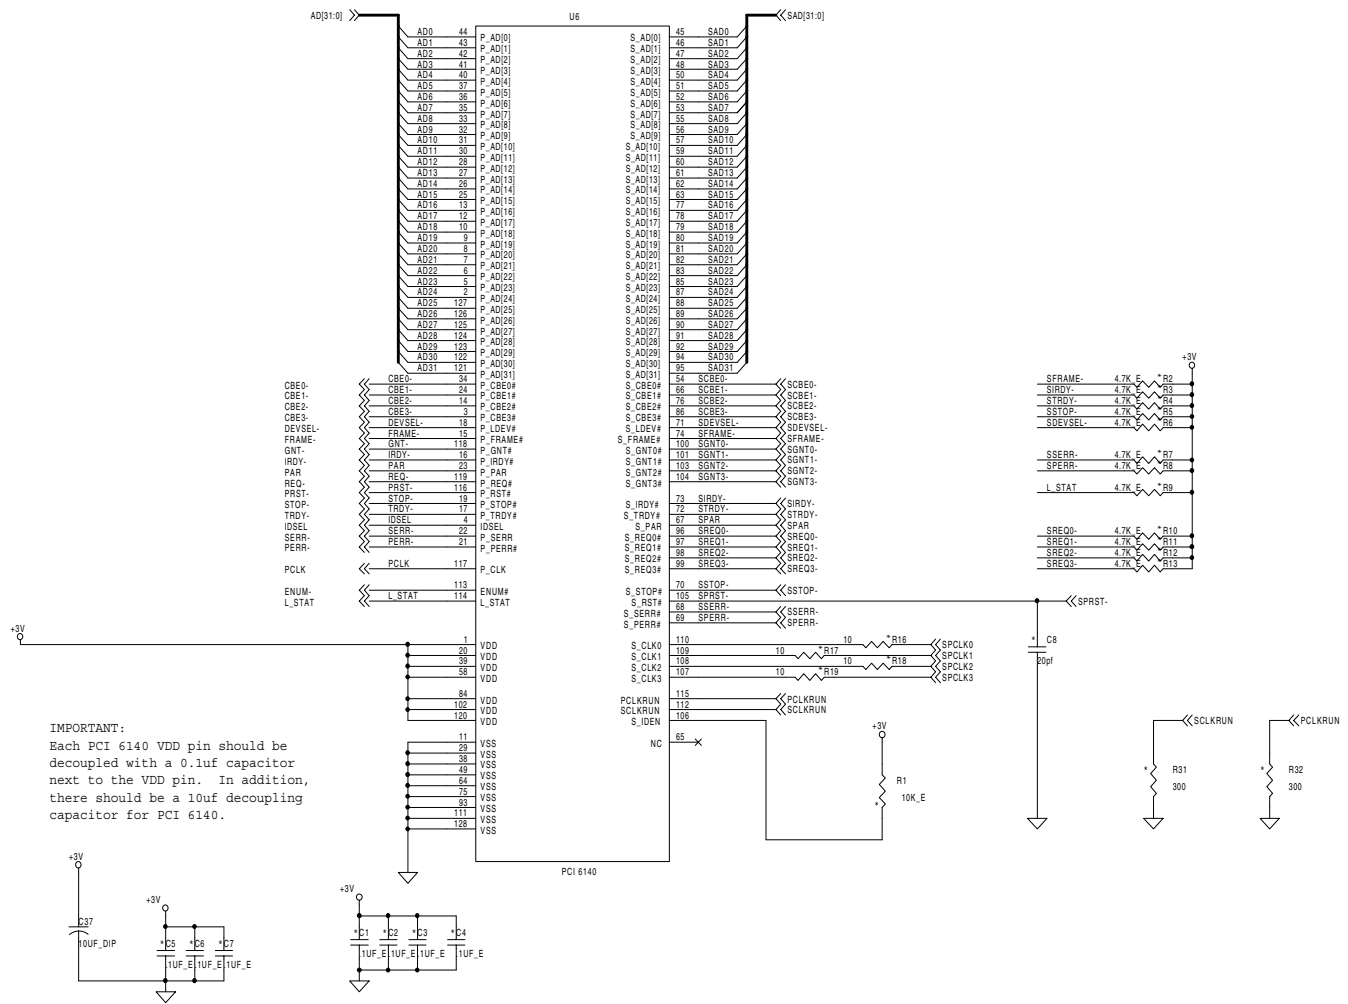 AD[31:0] U6 SAD[31:0]
AD0 44 P_AD[0] S_AD[0] 45 SAD0
AD1 43 P_AD[1] S_AD[1] 46 SAD1
AD2 42 P_AD[2] S_AD[2] 47 SAD2
AD3 41 P_AD[3] S_AD[3] 48 SAD3
AD4 40 P_AD[4] S_AD[4] 50 SAD4
AD5 37 P_AD[5] S_AD[5] 51 SAD5
AD6 36 P_AD[6] S_AD[6] 52 SAD6
AD7 35 P_AD[7] S_AD[7] 53 SAD7
AD8 33 P_AD[8] S_AD[8] 55 SAD8
AD9 32 P_AD[9] S_AD[9] 56 SAD9
AD10 31 P_AD[10] S_AD[10] 57 SAD10
AD11 30 P_AD[11] S_AD[11] 59 SAD11
AD12 28 P_AD[12] S_AD[12] 60 SAD12
AD13 27 P_AD[13] S_AD[13] 61 SAD13
AD14 26 P_AD[14] S_AD[14] 62 SAD14
AD15 25 P_AD[15] S_AD[15] 63 SAD15
AD16 13 P_AD[16] S_AD[16] 77 SAD16
AD17 12 P_AD[17] S_AD[17] 78 SAD17
AD18 10 P_AD[18] S_AD[18] 79 SAD18
AD19 9 P_AD[19] S_AD[19] 80 SAD19
AD20 8 P_AD[20] S_AD[20] 81 SAD20
AD21 7 P_AD[21] S_AD[21] 82 SAD21
AD22 6 P_AD[22] S_AD[22] 83 SAD22
AD23 5 P_AD[23] S_AD[23] 85 SAD23
AD24 2 P_AD[24] S_AD[24] 87 SAD24
AD25 127 P_AD[25] S_AD[25] 88 SAD25
AD26 126 P_AD[26] S_AD[26] 89 SAD26
AD27 125 P_AD[27] S_AD[27] 90 SAD27
AD28 124 P_AD[28] S_AD[28] 91 SAD28
AD29 123 P_AD[29] S_AD[29] 92 SAD29
AD30 122 P_AD[30] S_AD[30] 94 SAD30
AD31 121 P_AD[31] S_AD[31] 95 SAD31
+3V
CBE0- CBE0- 34 P_CBE0# S_CBE0# 54 SCBE0- SCBE0- SFRAME- 4.7K_E *R2
CBE1- CBE1- 24 P_CBE1# S_CBE1# 66 SCBE1- SCBE1- SIRDY- 4.7K_E *R3
CBE2- CBE2- 14 P_CBE2# S_CBE2# 76 SCBE2- SCBE2- STRDY- 4.7K_E *R4
CBE3- CBE3- 3 P_CBE3# S_CBE3# 86 SCBE3- SCBE3- SSTOP- 4.7K_E *R5
DEVSEL- DEVSEL- 18 P_LDEV# S_LDEV# 71 SDEVSEL- SDEVSEL- SDEVSEL- 4.7K_E *R6
FRAME- FRAME- 15 P_FRAME# S_FRAME# 74 SFRAME- SFRAME-
GNT- GNT- 118 P_GNT# S_GNT0# 100 SGNT0- SGNT0-
IRDY- IRDY- 16 P_IRDY# S_GNT1# 101 SGNT1- SGNT1- SSERR- 4.7K_E *R7
PAR PAR 23 P_PAR S_GNT2# 103 SGNT2- SGNT2- SPERR- 4.7K_E *R8
REQ- REQ- 119 P_REQ# S_GNT3# 104 SGNT3- SGNT3-
PRST- PRST- 116 P_RST# L_STAT 4.7K_E *R9
STOP- STOP- 19 P_STOP# S_IRDY# 73 SIRDY- SIRDY-
TRDY- TRDY- 17 P_TRDY# S_TRDY# 72 STRDY- STRDY-
IDSEL IDSEL 4 IDSEL S_PAR 67 SPAR SPAR
SERR- SERR- 22 P_SERR S_REQ0# 96 SREQ0- SREQ0- SREQ0- 4.7K_E *R10
PERR- PERR- 21 P_PERR# S_REQ1# 97 SREQ1- SREQ1- SREQ1- 4.7K_E *R11
S_REQ2# 98 SREQ2- SREQ2- SREQ2- 4.7K_E *R12
PCLK PCLK 117 P_CLK S_REQ3# 99 SREQ3- SREQ3- SREQ3- 4.7K_E *R13
ENUM- 113 ENUM# S_STOP# 70 SSTOP- SSTOP-
L_STAT L_STAT 114 L_STAT S_RST# 105 SPRST- SPRST-
S_SERR# 68 SSERR- SSERR-
S_PERR# 69 SPERR- SPERR-
+3V
1 VDD S_CLK0 110 10 *R16 SPCLK0 * C8
20 VDD S_CLK1 109 10 *R17 SPCLK1
39 VDD S_CLK2 108 10 *R18 SPCLK2 20pf
58 VDD S_CLK3 107 10 *R19 SPCLK3
84 VDD PCLKRUN 115 PCLKRUN
102 VDD SCLKRUN 112 SCLKRUN
120 VDD S_IDEN 106 SCLKRUN PCLKRUN
11 VSS NC 65 +3V
29 VSS
38 VSS
49 VSS
64 VSS
75 VSS
93 VSS
111 VSS
128 VSS
IMPORTANT:
Each PCI 6140 VDD pin should be
decoupled with a 0.1uf capacitor
next to the VDD pin. In addition,
there should be a 10uf decoupling
capacitor for PCI 6140.
* R1
10K_E
* R31
300
* R32
300
PCI 6140
+3V
C37
10UF_DIP
+3V
*C5 *C6 *C7
.1UF_E .1UF_E .1UF_E
+3V
*C1 *C2 *C3 *C4
.1UF_E .1UF_E .1UF_E .1UF_E